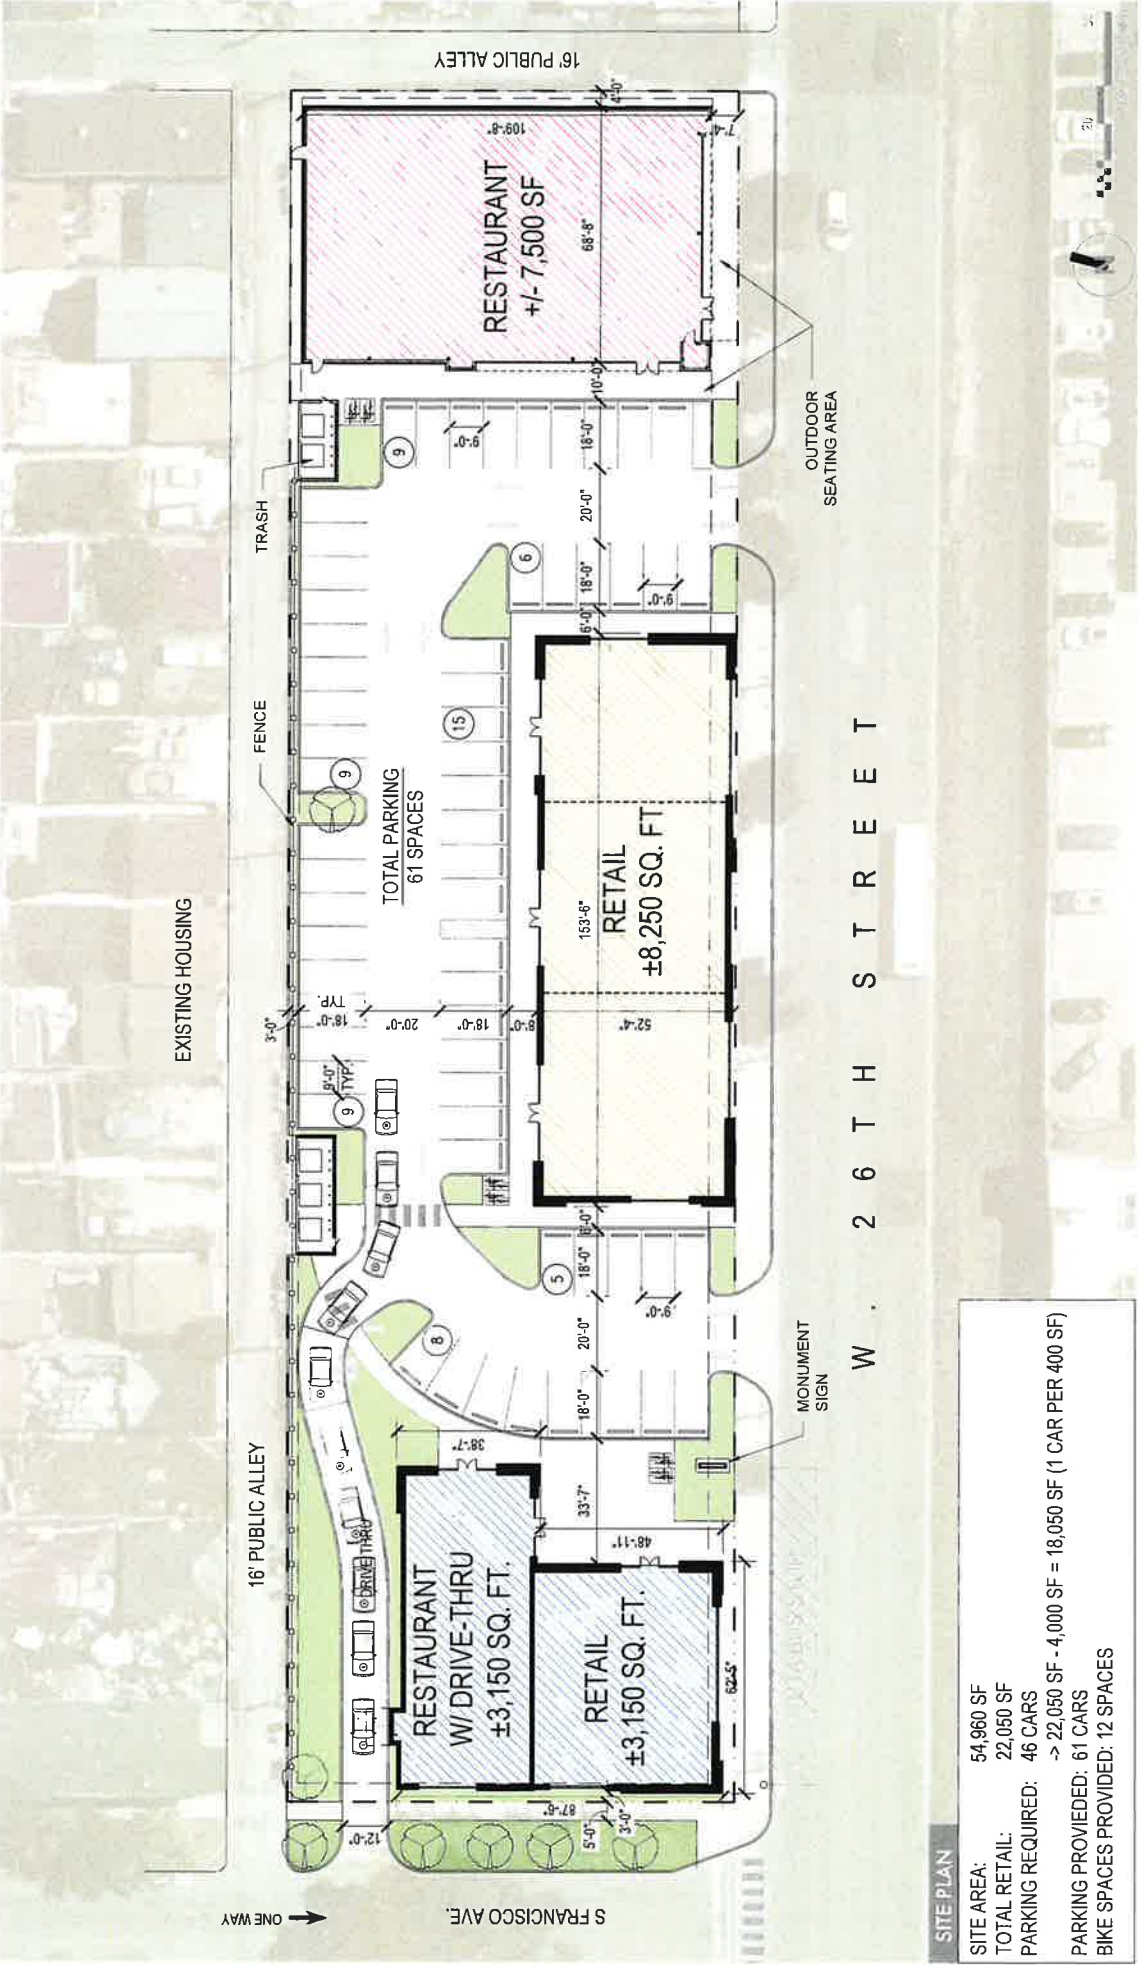 16' PUBLIC ALLEY
EXISTING HOUSING
16' PUBLIC ALLEY
TRASH
FENCE
ONE WAY
S FRANCISCO AVE.
W. 26TH STREET
RESTAURANT
+/- 7,500 SF
109'-8"
68'-8"
4'-0"
7'-4"
10'-0"
OUTDOOR
SEATING AREA
9
9'-0"
18'-0"
20'-0"
18'-0"
6
9'-0"
6'-0"
15
9
TOTAL PARKING
61 SPACES
RETAIL
±8,250 SQ. FT
153'-6"
52'-4"
3'-0"
18'-0"
TYP.
20'-0"
18'-0"
8'-0"
9'-0"
TYP.
9
6'-0"
18'-0"
5
9'-0"
20'-0"
8
18'-0"
MONUMENT
SIGN
38'-7"
33'-7"
48'-11"
DRIVE-THRU
RESTAURANT
W/DRIVE-THRU
±3,150 SQ. FT.
RETAIL
±3,150 SQ. FT.
62'-5"
87'-6"
5'-0"
3'-0"
12'-0"
20
SITE PLAN
SITE AREA: 54,960 SF
TOTAL RETAIL: 22,050 SF
PARKING REQUIRED: 46 CARS
-> 22,050 SF - 4,000 SF = 18,050 SF (1 CAR PER 400 SF)
PARKING PROVIEDED: 61 CARS
BIKE SPACES PROVIDED: 12 SPACES